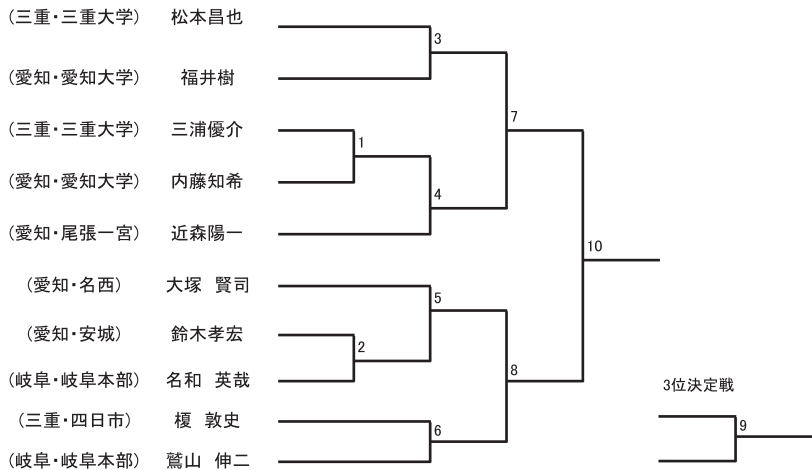 (三重・三重大学) 松本昌也
3
(愛知・愛知大学) 福井樹
7
(三重・三重大学) 三浦優介
1
(愛知・愛知大学) 内藤知希
4
(愛知・尾張一宮) 近森陽一
10
(愛知・名西) 大塚 賢司
5
(愛知・安城) 鈴木孝宏
2
(岐阜・岐阜本部) 名和 英哉
8
3位決定戦
(三重・四日市) 榎 敦史
6
9
(岐阜・岐阜本部) 鷲山 伸二